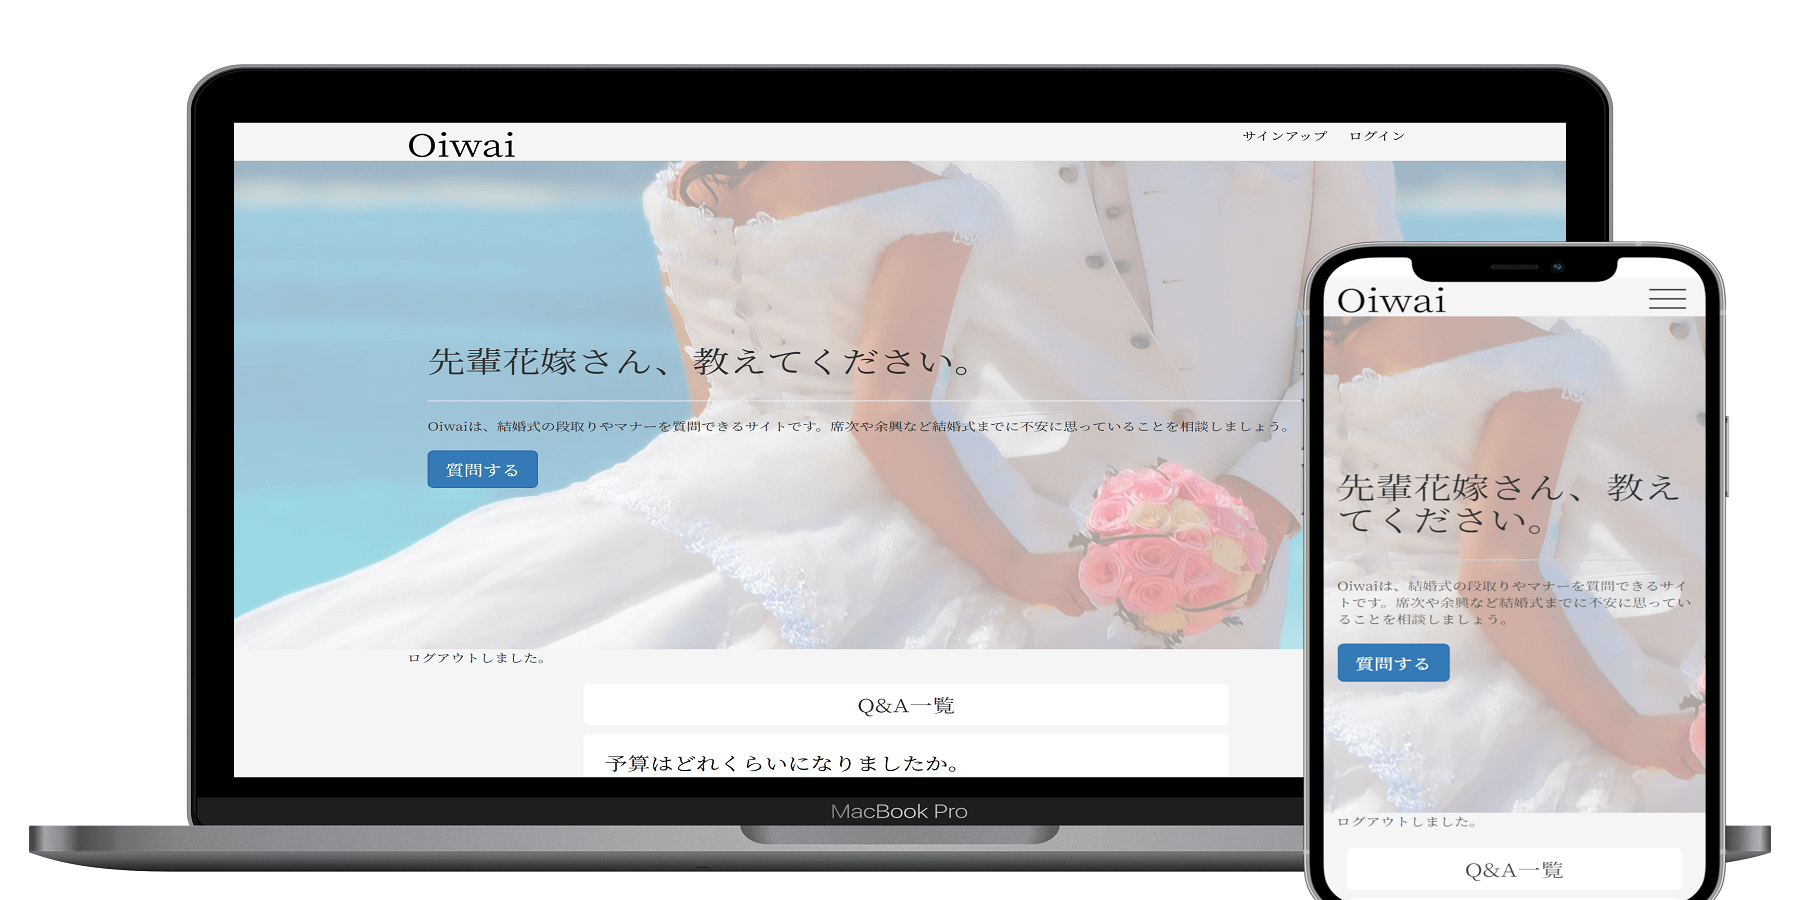 Oiwai
サインアップ ログイン
先輩花嫁さん、教えてください。
Oiwaiは、結婚式の段取りやマナーを質問できるサイトです。席次や余興など結婚式までに不安に思っていることを相談しましょう。
質問する
ログアウトしました。
Q&A一覧
予算はどれくらいになりましたか。
MacBook Pro
Oiwai
先輩花嫁さん、教え
てください。
Oiwaiは、結婚式の段取りやマナーを質問できるサイ
トです。席次や余興など結婚式までに不安に思ってい
ることを相談しましょう。
質問する
ログアウトしました。
Q&A一覧